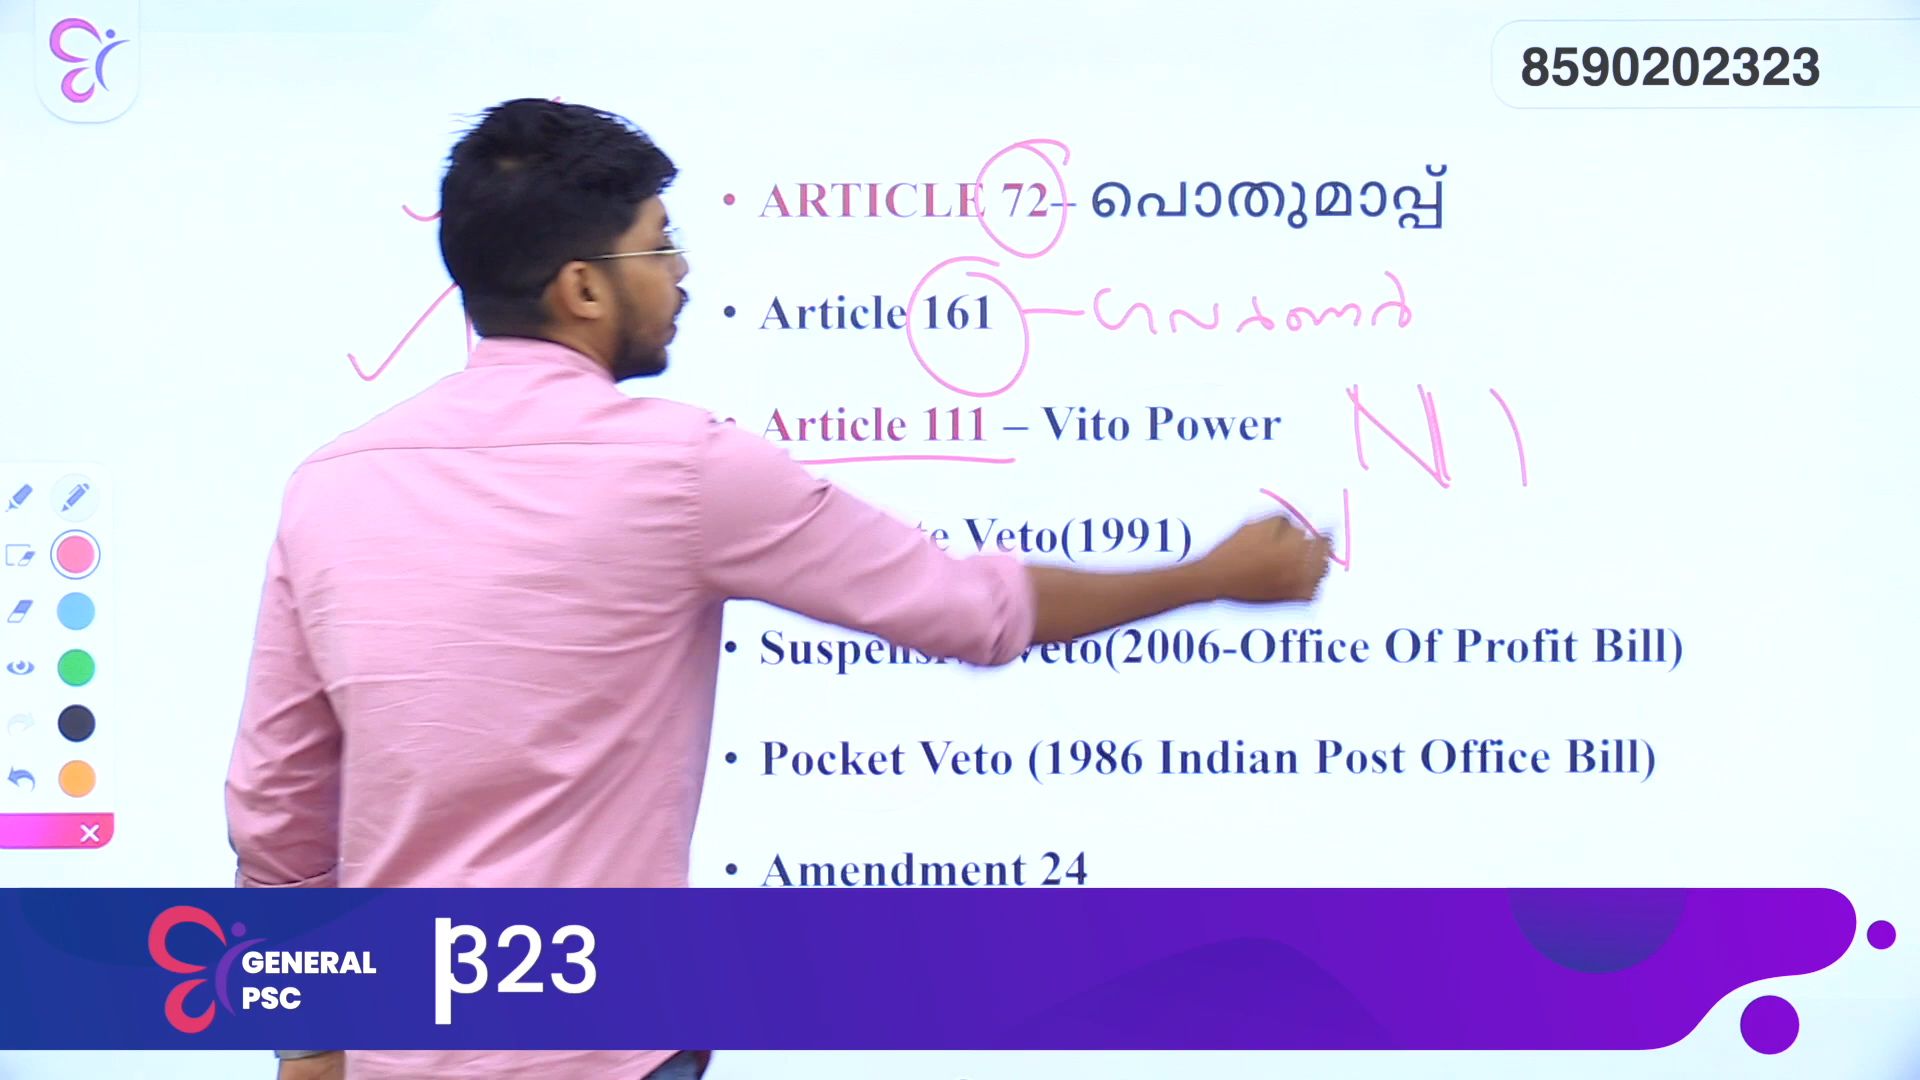 8590202323
• ARTICLE 72– പൊതുമാപ്പ്
• Article 161 — ഗവർണർ
• Article 111 – Vito Power
Veto(1991)
• Veto(2006-Office Of Profit Bill)
• Pocket Veto (1986 Indian Post Office Bill)
• Amendment 24
GENERAL
PSC
323